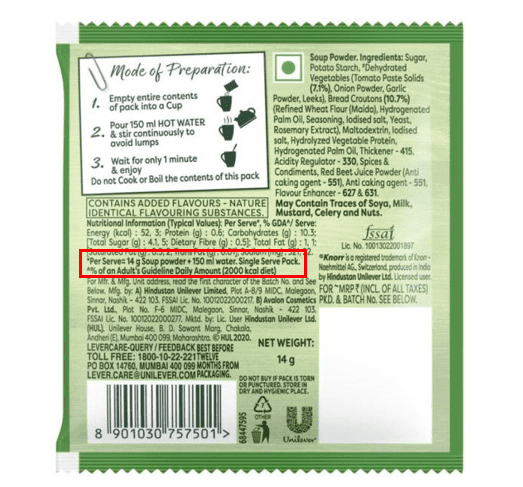 Mode of Preparation:
1. Empty entire contents
of pack into a Cup
2. Pour 150 ml HOT WATER
& stir continuously to
avoid lumps
3. Wait for only 1 minute
& enjoy
Do not Cook or Boil the contents of this pack
CONTAINS ADDED FLAVOURS - NATURE
IDENTICAL FLAVOURING SUBSTANCES.
Nutritional Information (Typical Values): Per Serve*, % GDA^/ Serve:
Energy (kcal) : 52, 3; Protein (g) : 0.6; Carbohydrates (g) : 10.3;
(Total Sugar (g) : 4.1, 5; Dietary Fibre (g) : 0.5); Total Fat (g) : 1, 1;
*Per Serve= 14 g Soup powder + 150 ml water. Single Serve Pack.
^% of an Adult's Guideline Daily Amount (2000 kcal diet)
For Mfr. & Mfg. Unit address, read the first character of the Batch No. and See
Below. Mfg. by: A) Hindustan Unilever Limited, Plot A-8/9 MIDC, Malegaon,
Sinnar, Nashik - 422 103. FSSAI Lic. No. 10012022000217. B) Avalon Cosmetics
Pvt. Ltd., Plot No. F-6 MIDC, Malegaon, Sinnar, Nashik - 422 103.
FSSAI Lic. No. 10012022000277. Mktd. by: Lic. User Hindustan Unilever Ltd.
(HUL). Unilever House, B. D. Sawant Marg, Chakala,
Andheri (E), Mumbai 400 099, Maharashtra. © HUL 2020.
LEVERCARE-QUERY / FEEDBACK
TOLL FREE: 1800-10-22-221
PO BOX 14760, MUMBAI 400 099
LEVER.CARE@UNILEVER.COM
BEST BEFORE
TWELVE
MONTHS FROM
PACKAGING.
8 901030 757501 >
Soup Powder. Ingredients: Sugar,
Potato Starch, #Dehydrated
Vegetables (Tomato Paste Solids
(7.1%), Onion Powder, Garlic
Powder, Leeks), Bread Croutons (10.7%)
(Refined Wheat Flour (Maida), Hydrogenated
Palm Oil, Seasoning, Iodised salt, Yeast,
Rosemary Extract), Maltodextrin, Iodised
salt, Hydrolyzed Vegetable Protein,
Hydrogenated Palm Oil, Thickener - 415,
Acidity Regulator - 330, Spices &
Condiments, Red Beet Juice Powder (Anti
caking agent - 551), Anti caking agent - 551,
Flavour Enhancer - 627 & 631.
May Contain Traces of Soya, Milk,
Mustard, Celery and Nuts.
fssai
Lic. No. 10013022001897
®Knorr is a registered trademark of Knorr-
Naehrmittel AG., Switzerland, produced in India
by Hindustan Unilever Ltd.
FOR ^MRP ₹ (INCL. OF ALL TAXES)
PKD. & BATCH No. SEE BELOW.
NET WEIGHT:
14 g
DO NOT BUY IF PACK IS TORN
OR PUNCTURED. STORE IN
DRY AND HYGIENIC PLACE.
7
OTHER
68447595
Unilever